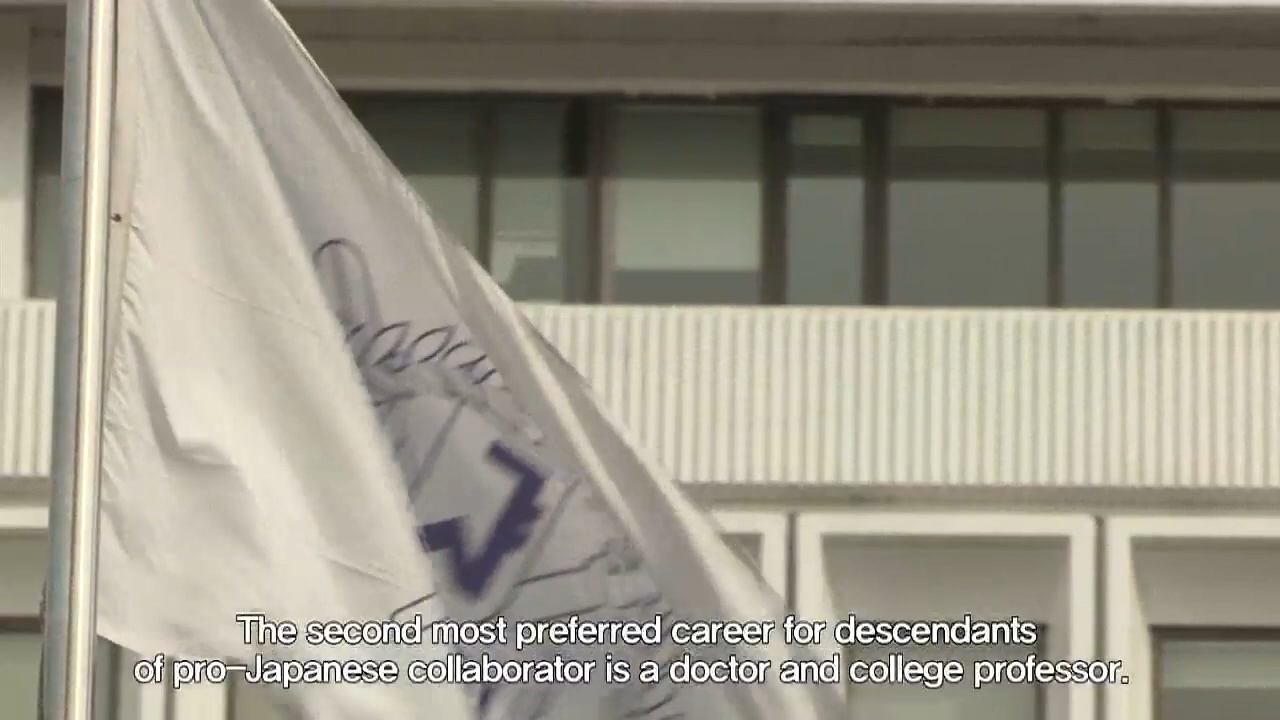 The second most preferred career for descendants
of pro-Japanese collaborator is a doctor and college professor.